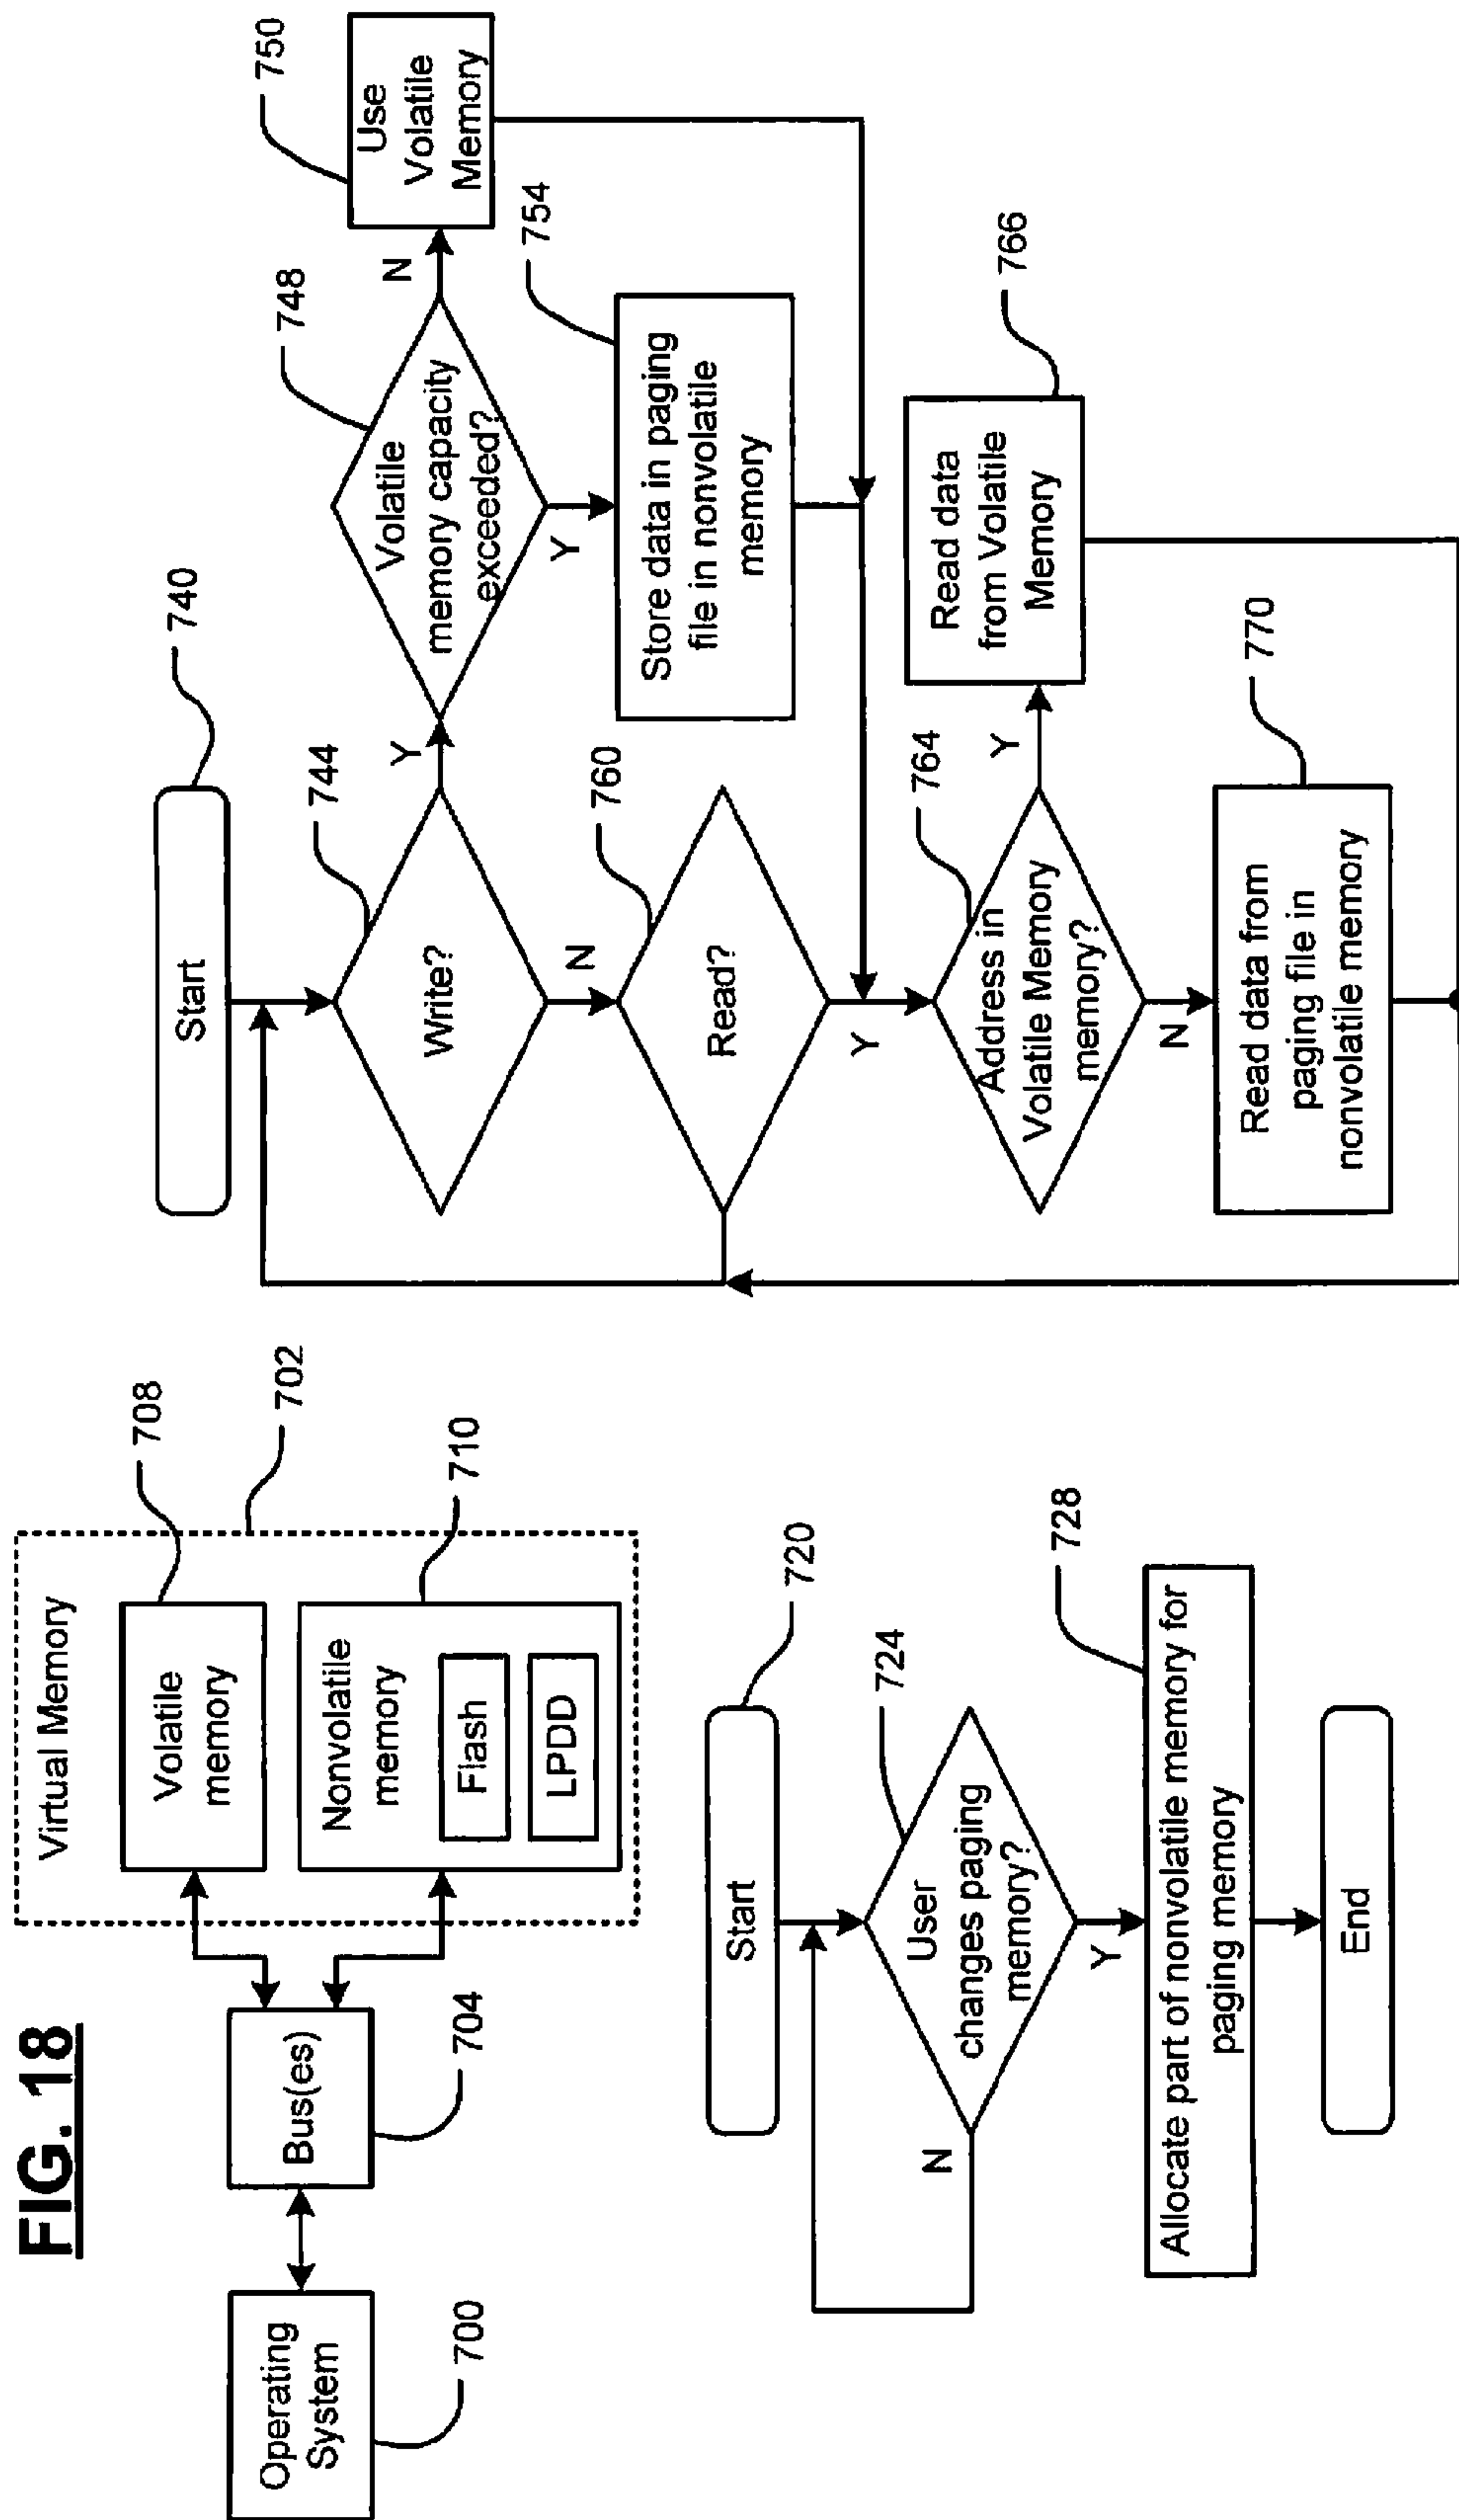 FIG. 18
Operating
System
700
Bus(es)
704
Virtual Memory
Volatile
memory
708
702
Nonvolatile
memory
710
Flash
LPDD
Start
720
User
changes paging
memory?
724
N
Y
Allocate part of nonvolatile memory for
paging memory
728
End
Start
740
Write?
744
Y
N
Volatile
memory capacity
exceeded?
748
N
Y
Use
Volatile
Memory
750
Store data in paging
file in nonvolatile
memory
754
Read?
760
Y
Address in
Volatile Memory
memory?
764
Y
N
Read data
from Volatile
Memory
766
Read data from
paging file in
nonvolatile memory
770